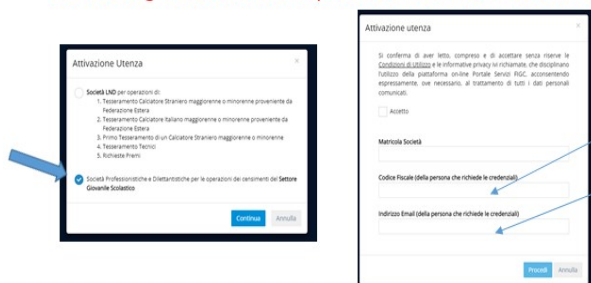 Attivazione Utenza
×
Società LND per operazioni di:
1. Tesseramento Calciatore Straniero maggiorenne o minorenne proveniente da
Federazione Estera
2. Tesseramento Calciatore Italiano maggiorenne o minorenne proveniente da
Federazione Estera
3. Primo Tesseramento di un Calciatore Straniero maggiorenne o minorenne
4. Tesseramento Tecnici
5. Richieste Premi
Società Professionistiche e Dilettantistiche per le operazioni dei censimenti del Settore
Giovanile Scolastico
Continua
Annulla
Attivazione utenza
×
Si conferma di aver letto, compreso e di accettare senza riserve le
Condizioni di Utilizzo e le informative privacy ivi richiamate, che disciplinano
l'utilizzo della piattaforma on-line Portale Servizi FIGC, acconsentendo
espressamente, ove necessario, al trattamento di tutti i dati personali
comunicati.
Accetto
Matricola Società
Codice Fiscale (della persona che richiede le credenziali)
Indirizzo Email (della persona che richiede le credenziali)
Procedi
Annulla